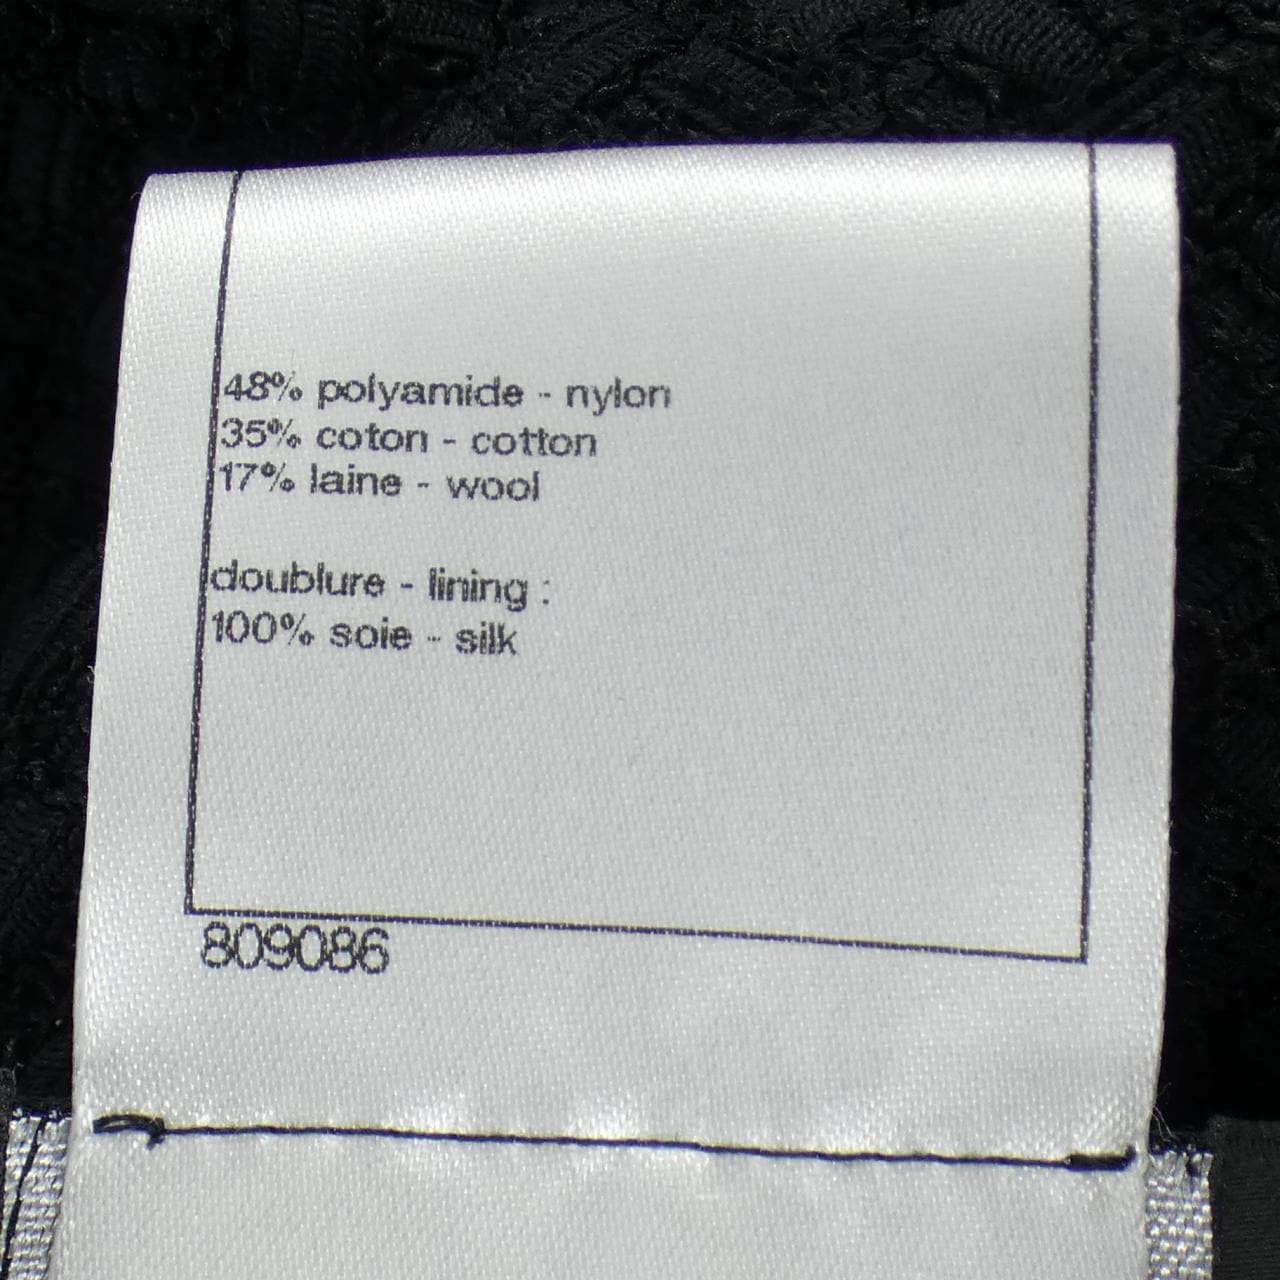 48% polyamide - nylon
35% coton - cotton
17% laine - wool
doublure - lining :
100% soie - silk
809086